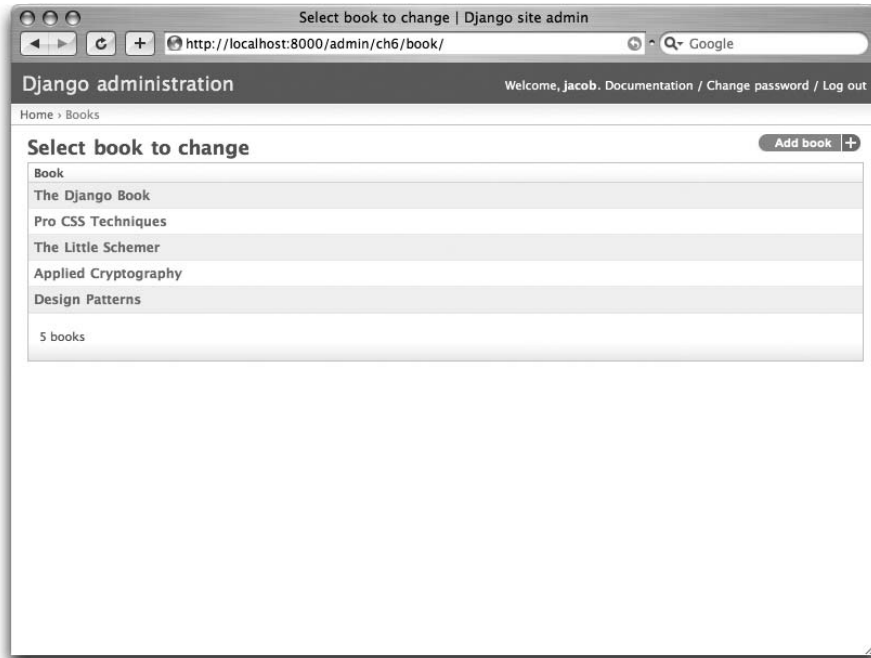 Select book to change | Django site admin
http://localhost:8000/admin/ch6/book/ Google
Django administration Welcome, jacob. Documentation / Change password / Log out
Home › Books
Select book to change Add book +
Book
The Django Book
Pro CSS Techniques
The Little Schemer
Applied Cryptography
Design Patterns
5 books